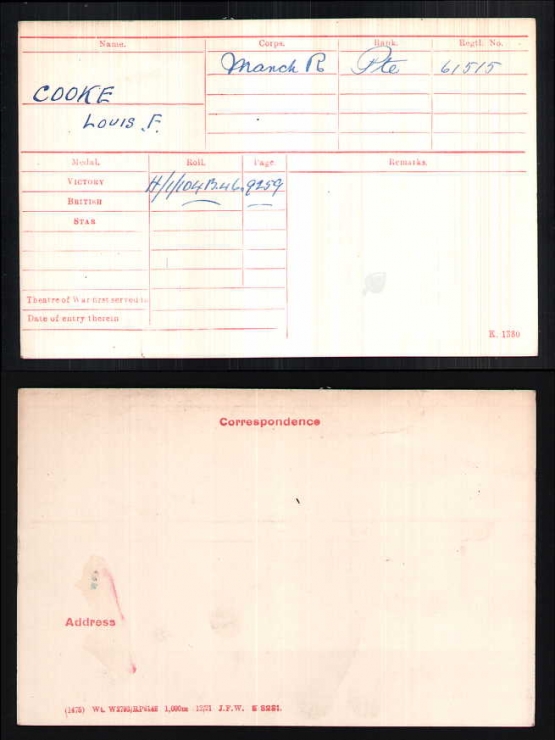 Name. Corps. Rank. Regtl. No.
Manch R Pte 61515
COOKE
Louis .F.
Medal. Roll. Page. Remarks.
VICTORY H/1/104B46 9259
BRITISH
STAR
Theatre of War first served in
Date of entry therein
K. 1380
Correspondence
Address
J.F.W.